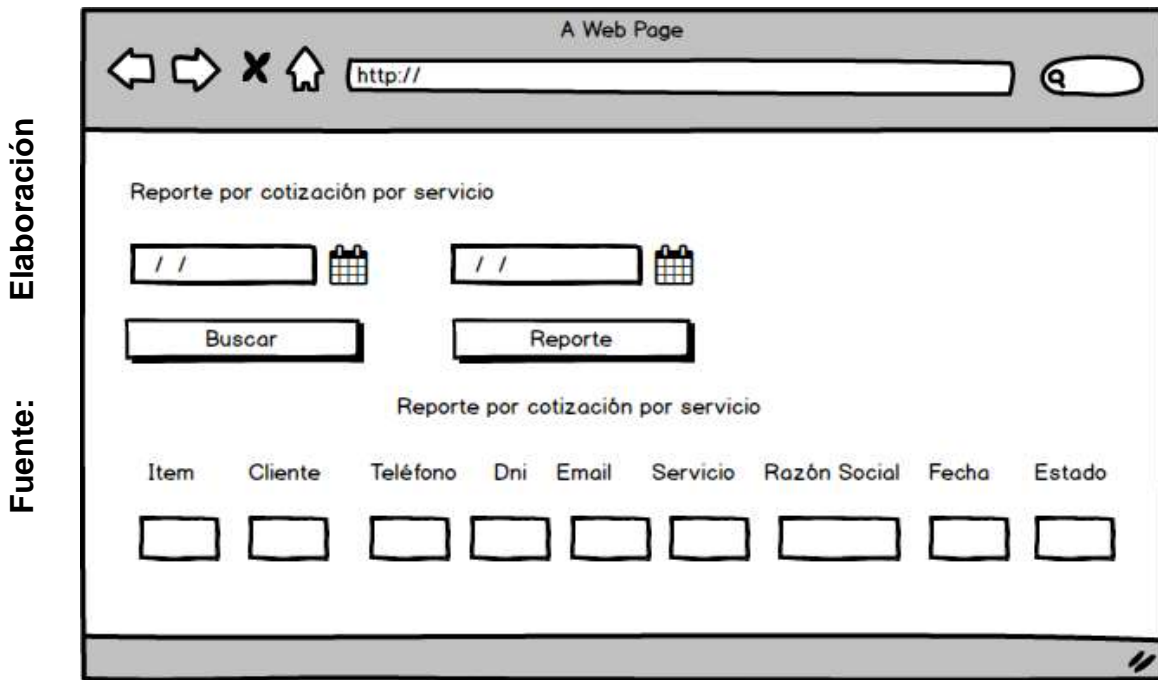 A Web Page
http://
Reporte por cotización por servicio
/ / / /
Buscar Reporte
Reporte por cotización por servicio
Item Cliente Teléfono Dni Email Servicio Razón Social Fecha Estado
Fuente: Elaboración